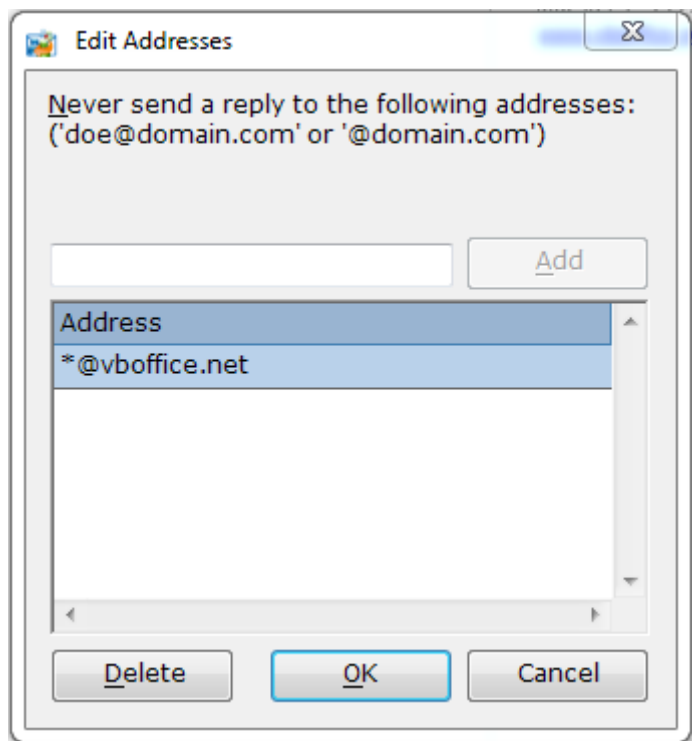 Edit Addresses
Never send a reply to the following addresses:
('doe@domain.com' or '@domain.com')
Add
Address
*@vboffice.net
Delete
OK
Cancel